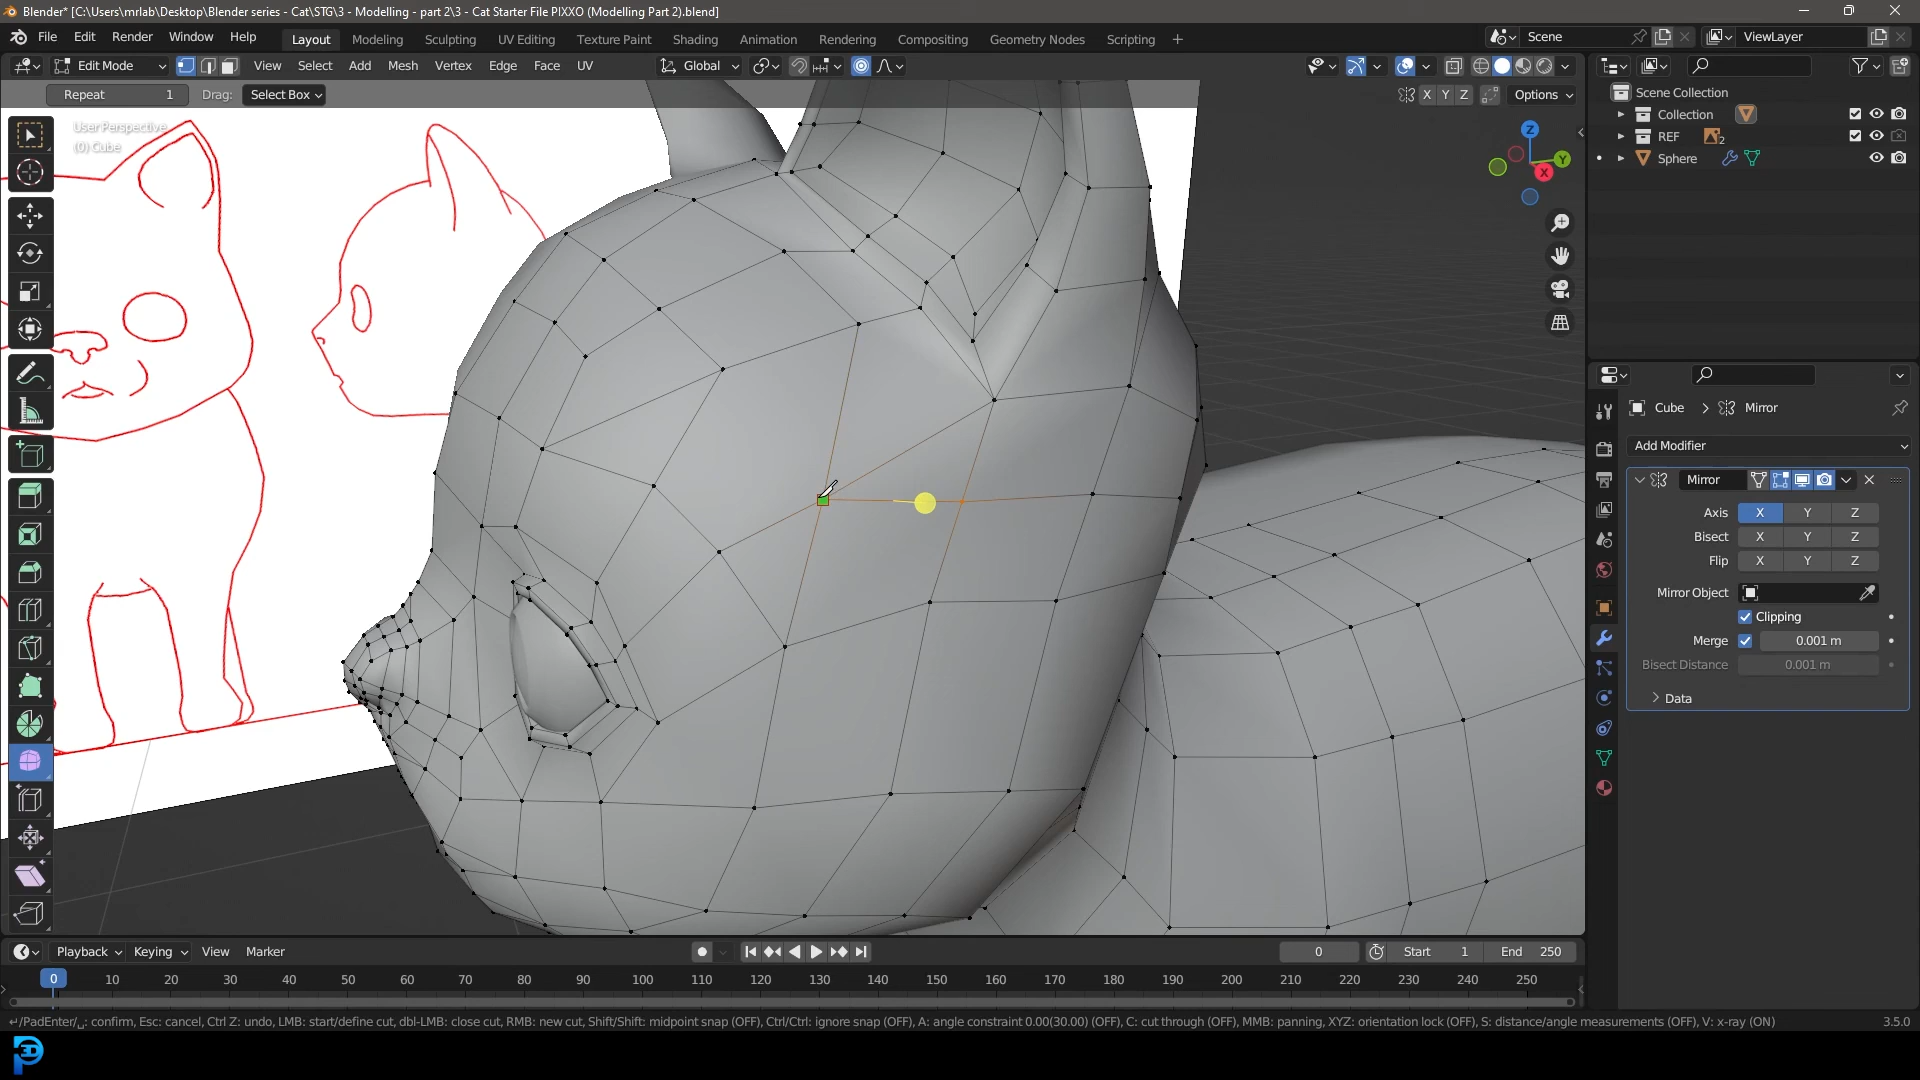 Blender* [C:\Users\mrlab\Desktop\Blender series - Cat\STG\3 - Modelling - part 2\3 - Cat Starter File PIXXO (Modelling Part 2).blend]
File Edit Render Window Help Layout Modeling Sculpting UV Editing Texture Paint Shading Animation Rendering Compositing Geometry Nodes Scripting + Scene ViewLayer
Edit Mode View Select Add Mesh Vertex Edge Face UV Global
Repeat 1 Drag: Select Box X Y Z Options
Scene Collection
Collection
REF 2
Sphere
User Perspective
(0) Cube
Z
Y
X
Cube > Mirror
Add Modifier
Mirror
Axis X Y Z
Bisect X Y Z
Flip X Y Z
Mirror Object
Clipping
Merge 0.001 m
Bisect Distance 0.001 m
Data
Playback Keying View Marker 0 Start 1 End 250
0 10 20 30 40 50 60 70 80 90 100 110 120 130 140 150 160 170 180 190 200 210 220 230 240 250
↵/PadEnter/␣: confirm, Esc: cancel, Ctrl Z: undo, LMB: start/define cut, dbl-LMB: close cut, RMB: new cut, Shift/Shift: midpoint snap (OFF), Ctrl/Ctrl: ignore snap (OFF), A: angle constraint 0.00(30.00) (OFF), C: cut through (OFF), MMB: panning, XYZ: orientation lock (OFF), S: distance/angle measurements (OFF), V: x-ray (ON) 3.5.0